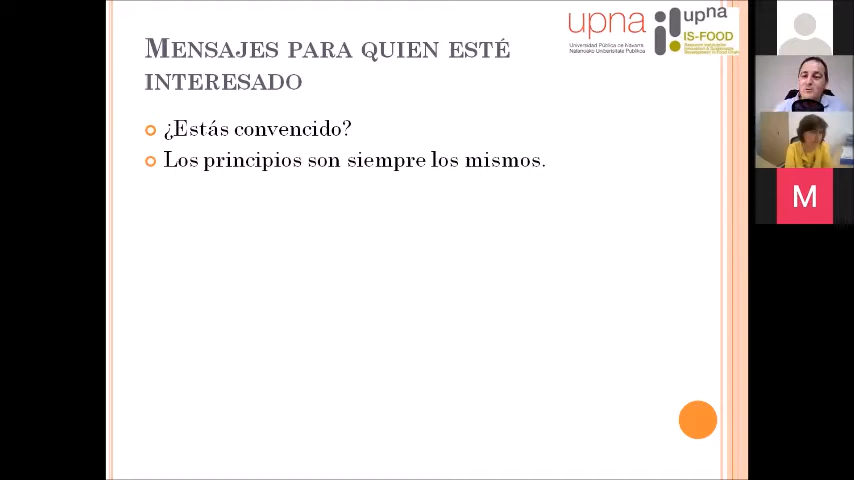 MENSAJES PARA QUIEN ESTÉ
INTERESADO
¿Estás convencido?
Los principios son siempre los mismos.
upna
Universidad Pública de Navarra
Nafarroako Unibertsitate Publikoa
upna
IS-FOOD
M